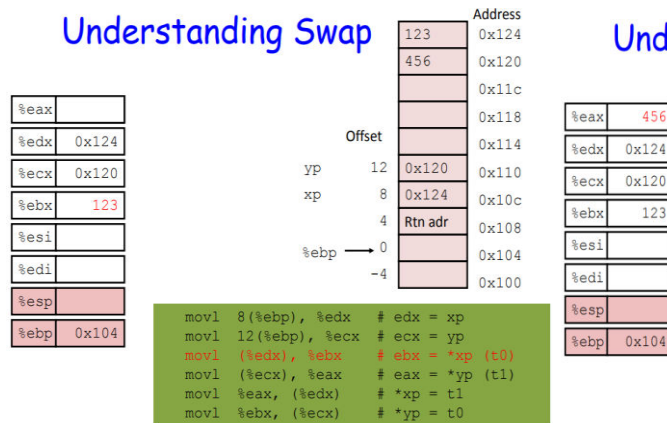 Understanding Swap
Address
123 0x124
456 0x120
0x11c
0x118
0x114
Offset
yp 12 0x120 0x110
xp 8 0x124 0x10c
4 Rtn adr 0x108
%ebp 0 0x104
-4 0x100
%eax
%edx 0x124
%ecx 0x120
%ebx 123
%esi
%edi
%esp
%ebp 0x104
movl 8(%ebp), %edx # edx = xp
movl 12(%ebp), %ecx # ecx = yp
movl (%edx), %ebx # ebx = *xp (t0)
movl (%ecx), %eax # eax = *yp (t1)
movl %eax, (%edx) # *xp = t1
movl %ebx, (%ecx) # *yp = t0
Und
%eax 456
%edx 0x124
%ecx 0x120
%ebx 123
%esi
%edi
%esp
%ebp 0x104